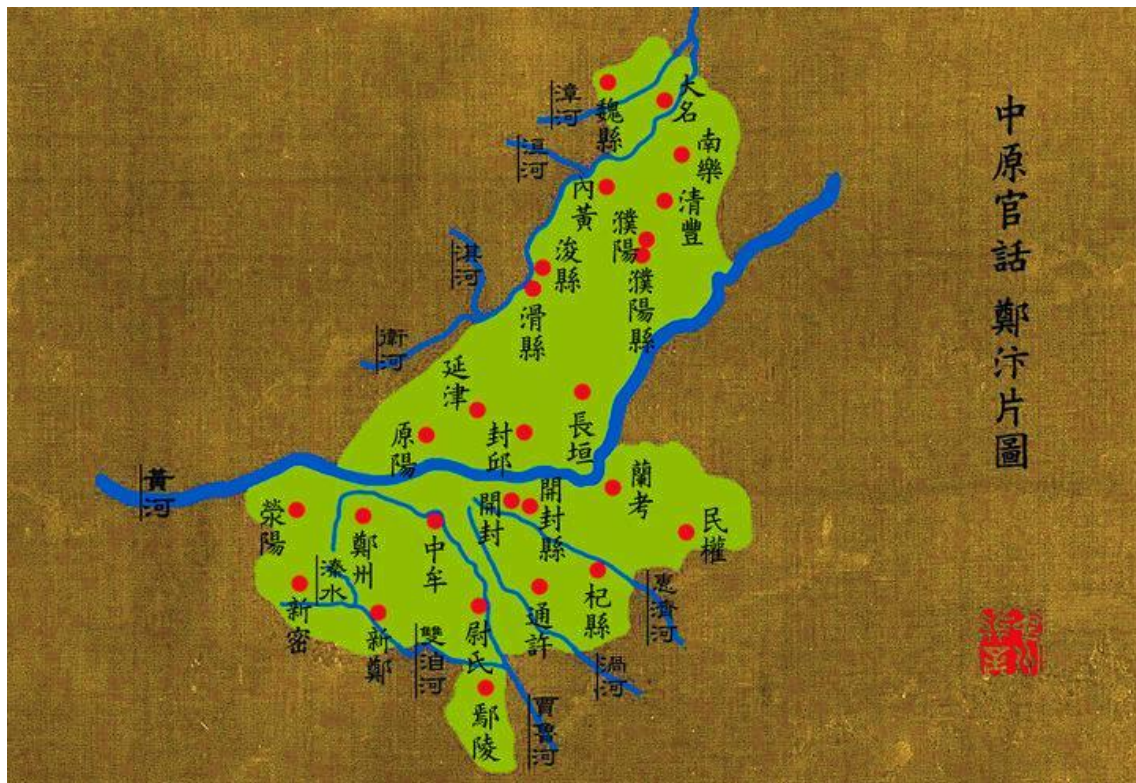 中原官話 鄭汴片圖
大名
魏縣
漳河
南樂
洹河
內黃
清豐
濮陽
濮陽縣
浚縣
淇河
滑縣
衛河
延津
長垣
原陽
封邱
黃河
蘭考
開封
開封縣
民權
滎陽
鄭州
中牟
溱水
杞縣
惠濟河
通許
新密
新鄭
尉氏
雙洎河
渦河
鄢陵
賈魯河